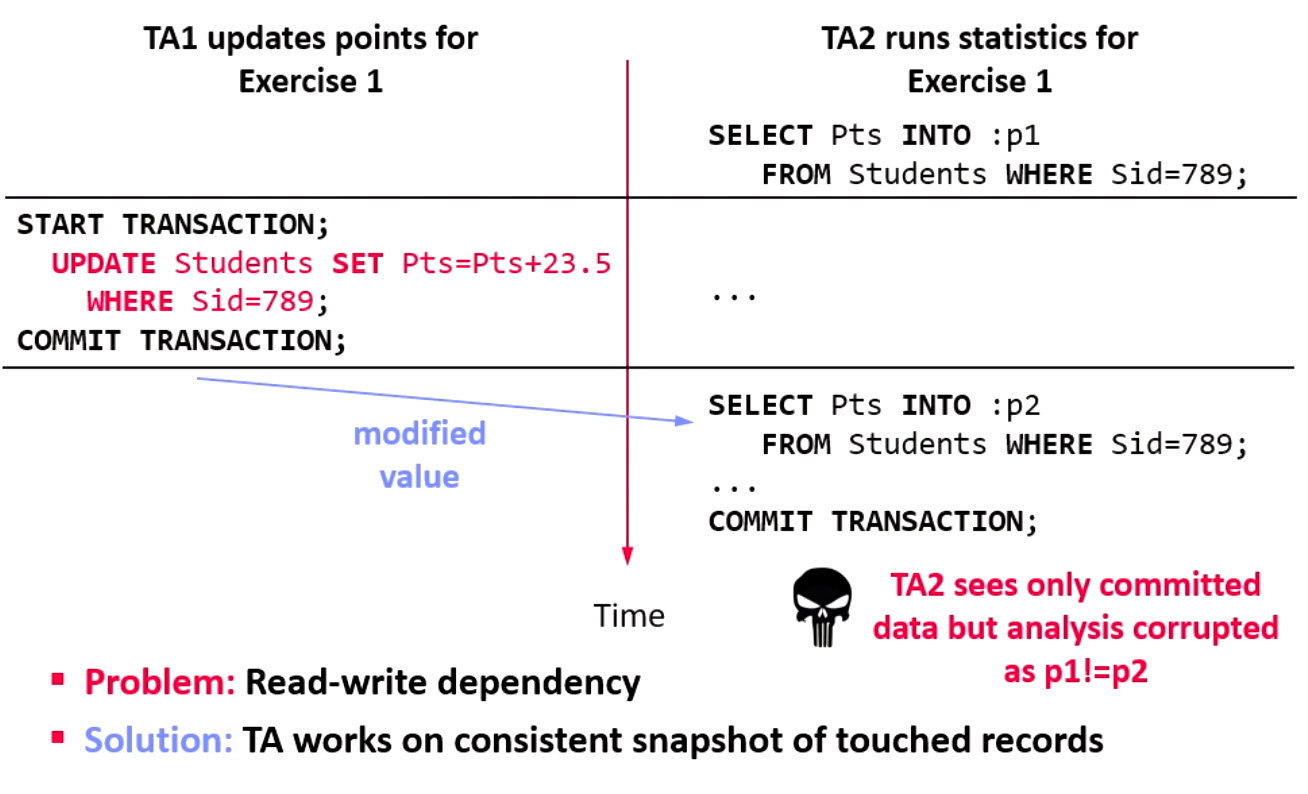 TA1 updates points for
Exercise 1
TA2 runs statistics for
Exercise 1
SELECT Pts INTO :p1
FROM Students WHERE Sid=789;
START TRANSACTION;
UPDATE Students SET Pts=Pts+23.5
WHERE Sid=789;
COMMIT TRANSACTION;
...
modified
value
SELECT Pts INTO :p2
FROM Students WHERE Sid=789;
...
COMMIT TRANSACTION;
Time
TA2 sees only committed
data but analysis corrupted
as p1!=p2
▪ Problem: Read-write dependency
▪ Solution: TA works on consistent snapshot of touched records